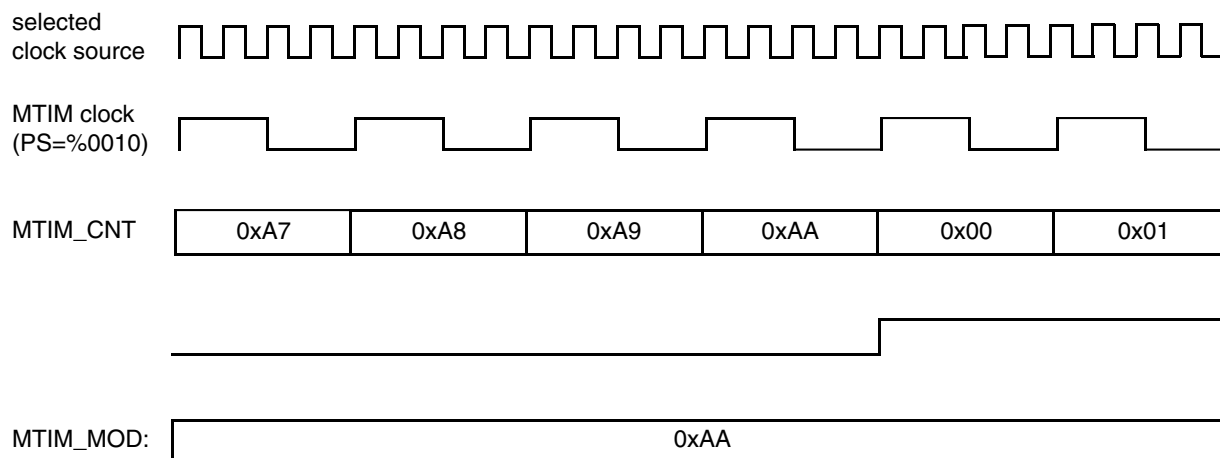 selected
clock source
MTIM clock
(PS=%0010)
MTIM_CNT
0xA7
0xA8
0xA9
0xAA
0x00
0x01
MTIM_MOD:
0xAA